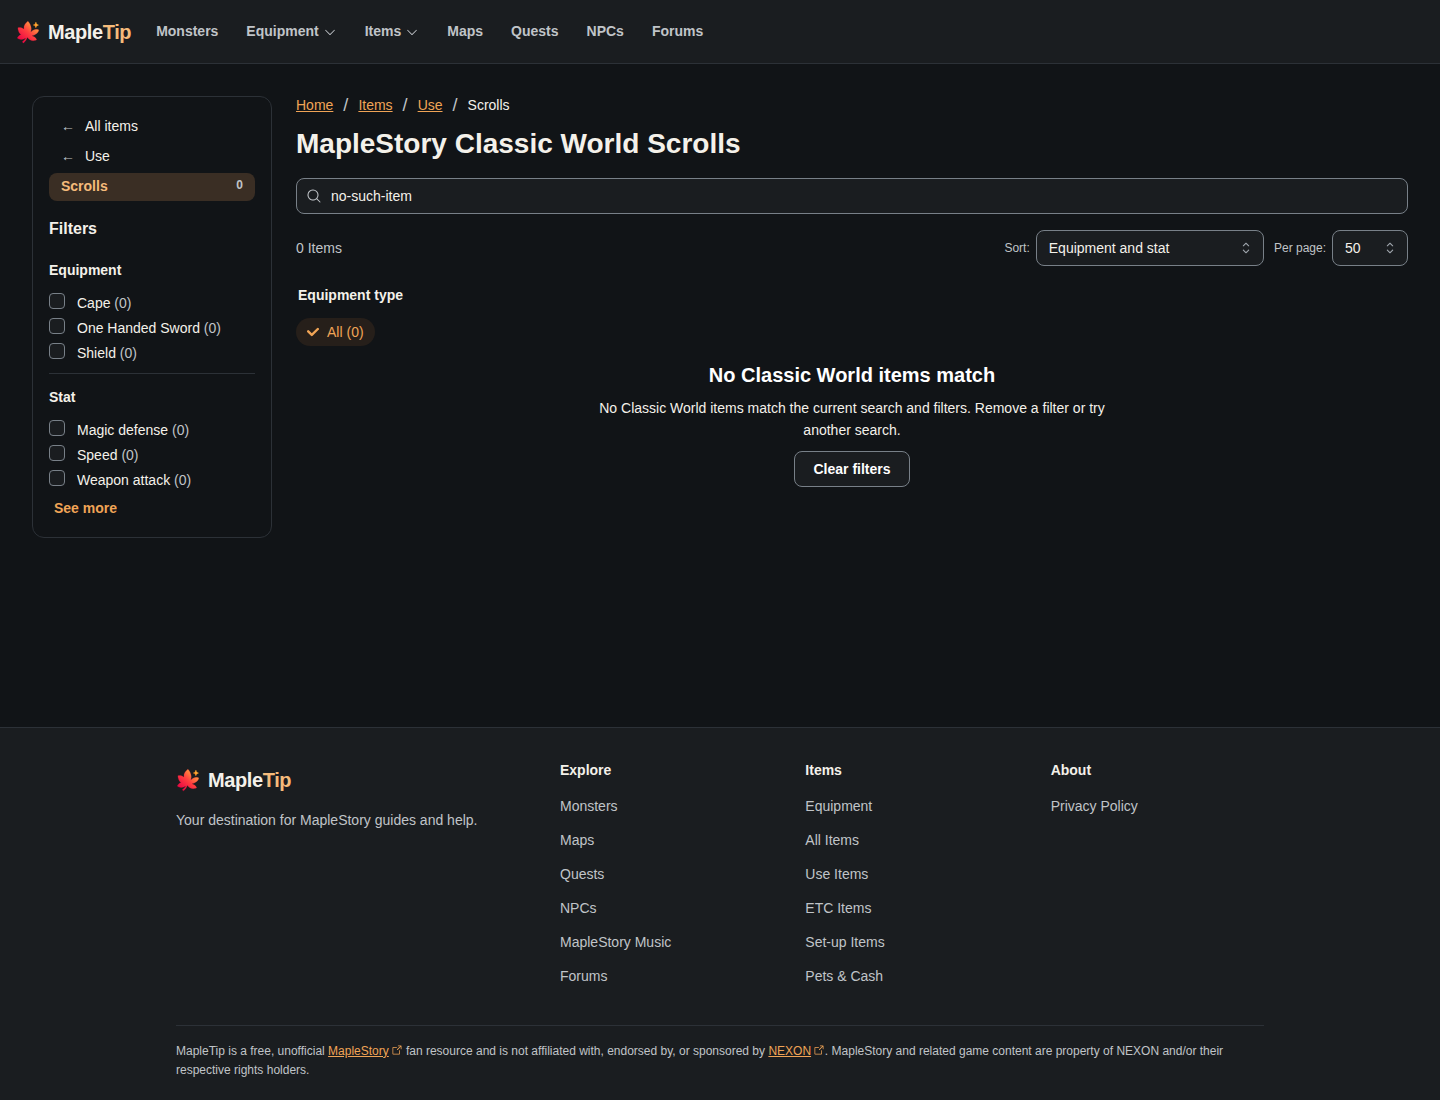 MapleTip Monsters Equipment Items Maps Quests NPCs Forums
← All items
← Use
Scrolls 0
Filters
Equipment
Cape (0)
One Handed Sword (0)
Shield (0)
Stat
Magic defense (0)
Speed (0)
Weapon attack (0)
See more
Home / Items / Use / Scrolls
MapleStory Classic World Scrolls
no-such-item
0 Items Sort: Equipment and stat Per page: 50
Equipment type
All (0)
No Classic World items match
No Classic World items match the current search and filters. Remove a filter or try
another search.
Clear filters
MapleTip
Your destination for MapleStory guides and help.
Explore
Monsters
Maps
Quests
NPCs
MapleStory Music
Forums
Items
Equipment
All Items
Use Items
ETC Items
Set-up Items
Pets & Cash
About
Privacy Policy
MapleTip is a free, unofficial MapleStory fan resource and is not affiliated with, endorsed by, or sponsored by NEXON. MapleStory and related game content are property of NEXON and/or their
respective rights holders.